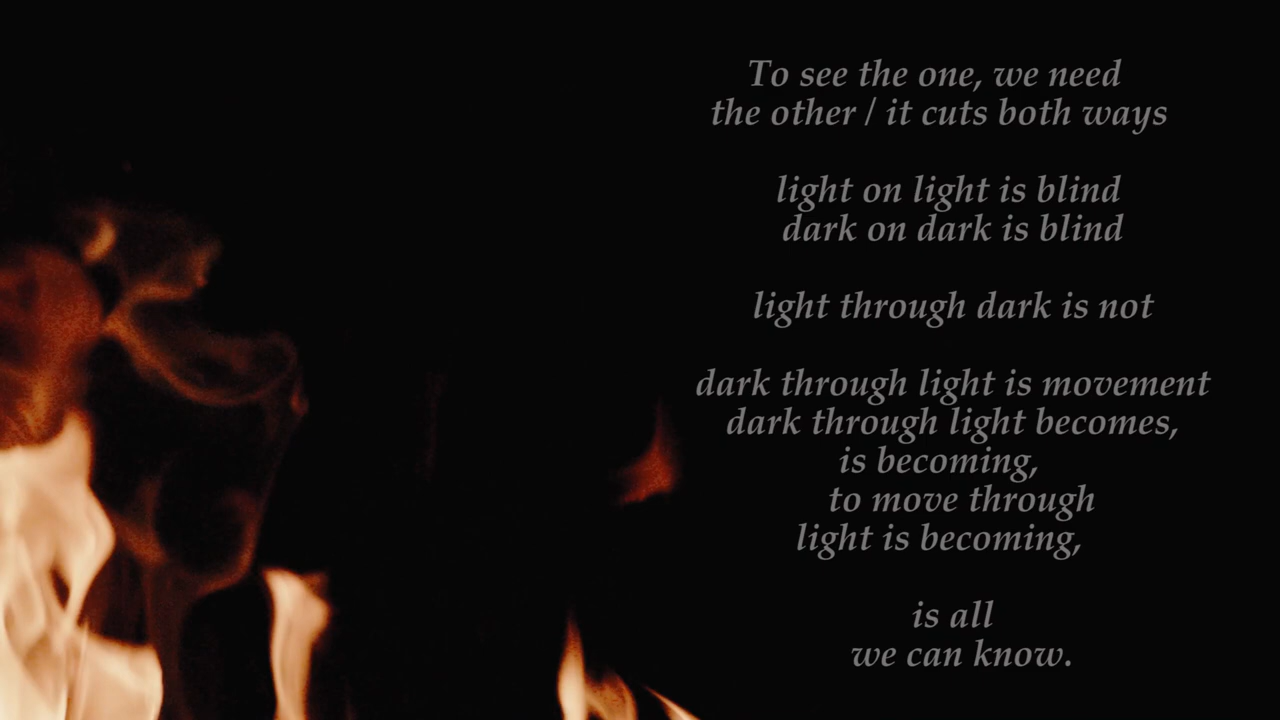 To see the one, we need
the other / it cuts both ways
light on light is blind
dark on dark is blind
light through dark is not
dark through light is movement
dark through light becomes,
is becoming,
to move through
light is becoming,
is all
we can know.